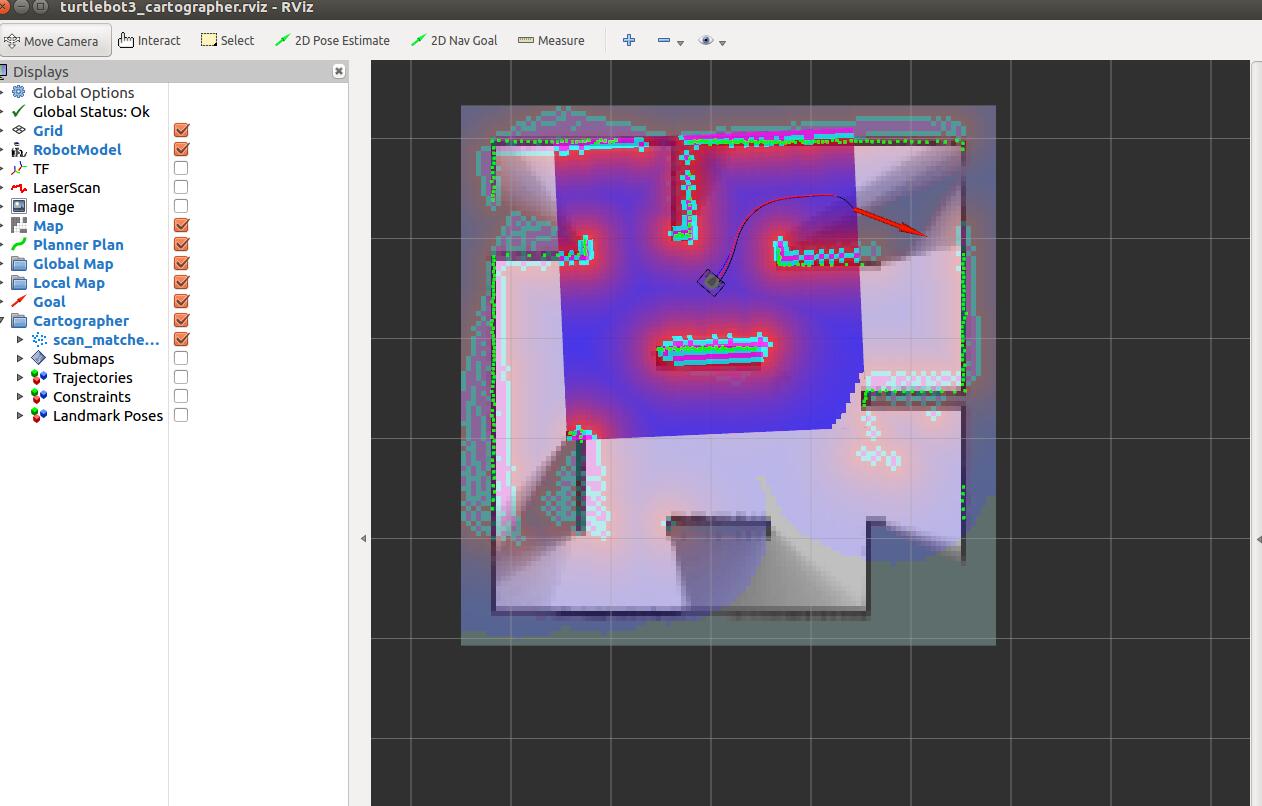 turtlebot3_cartographer.rviz - RViz
Move Camera Interact Select 2D Pose Estimate 2D Nav Goal Measure
Displays
Global Options
Global Status: Ok
Grid
RobotModel
TF
LaserScan
Image
Map
Planner Plan
Global Map
Local Map
Goal
Cartographer
scan_matche...
Submaps
Trajectories
Constraints
Landmark Poses